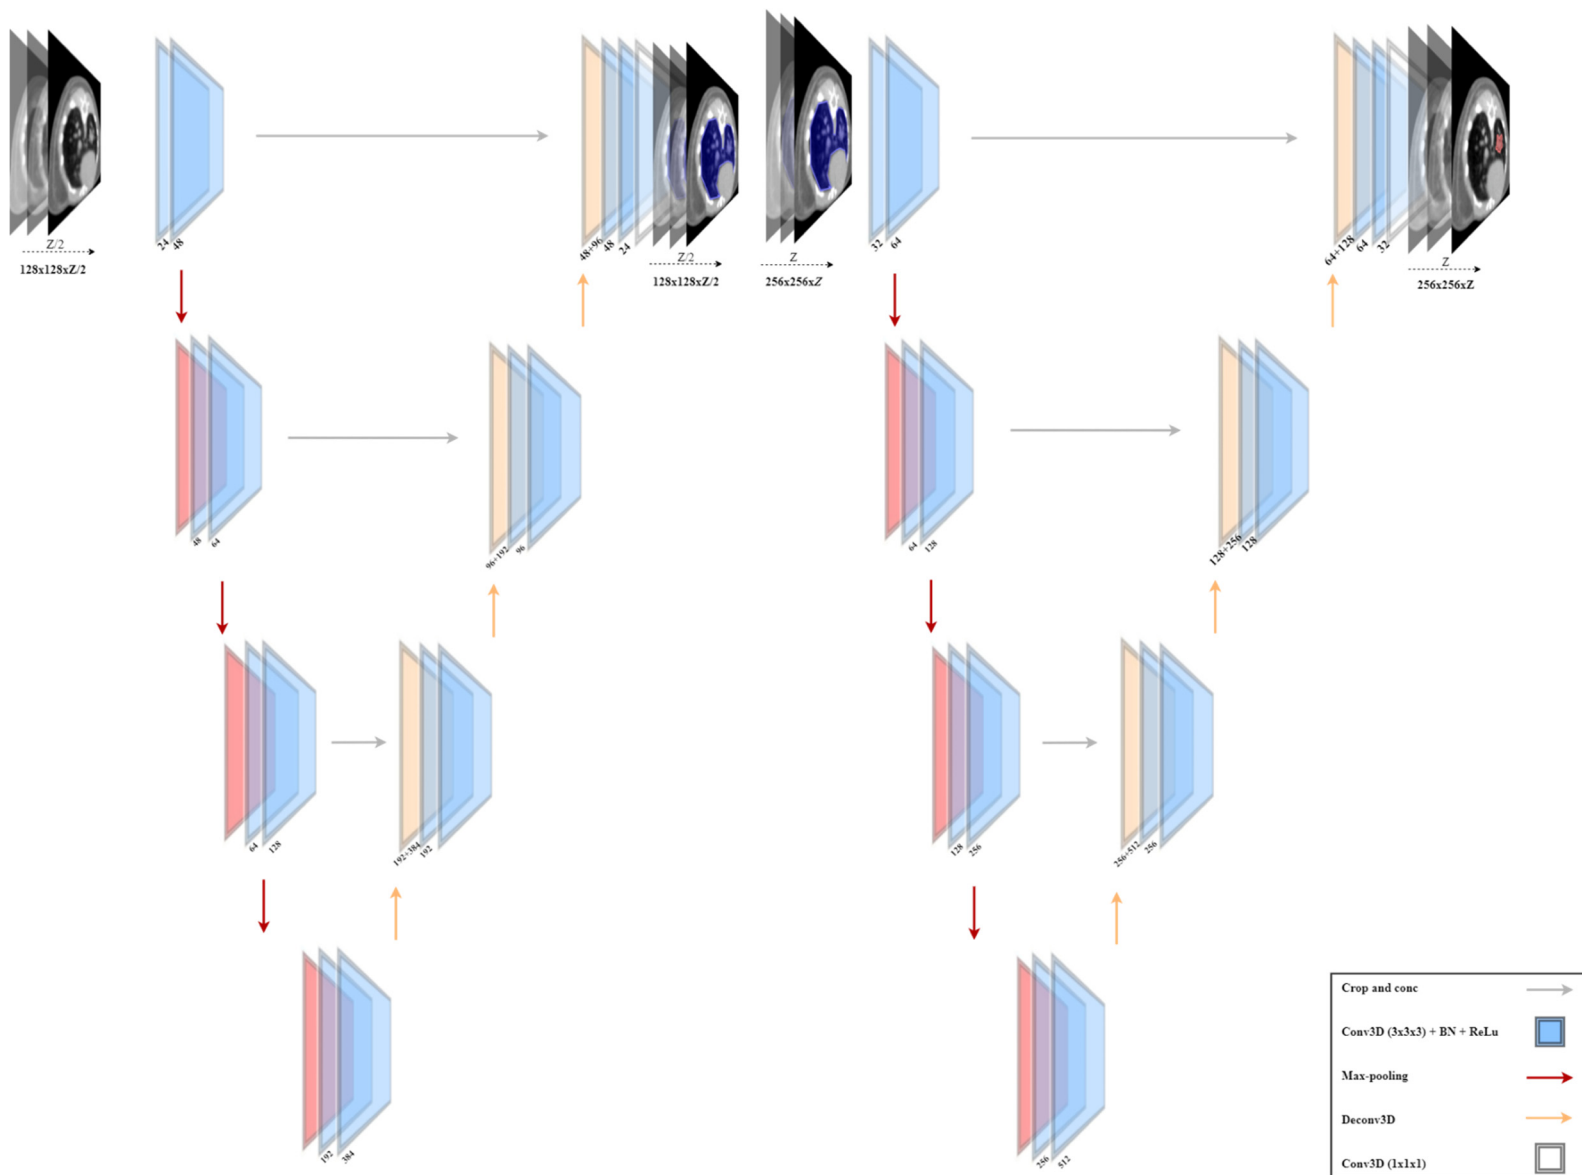 24 48
Z/2
128x128xZ/2
48+96 48 24
Z/2
128x128xZ/2
Z
256x256xZ
32 64
64+128 64 32
Z
256x256xZ
48 64
96+192 96
64 128
128+256 128
64 128
192+384 192
128 256
256+512 256
192 384
256 512
Crop and conc
Conv3D (3x3x3) + BN + ReLu
Max-pooling
Deconv3D
Conv3D (1x1x1)